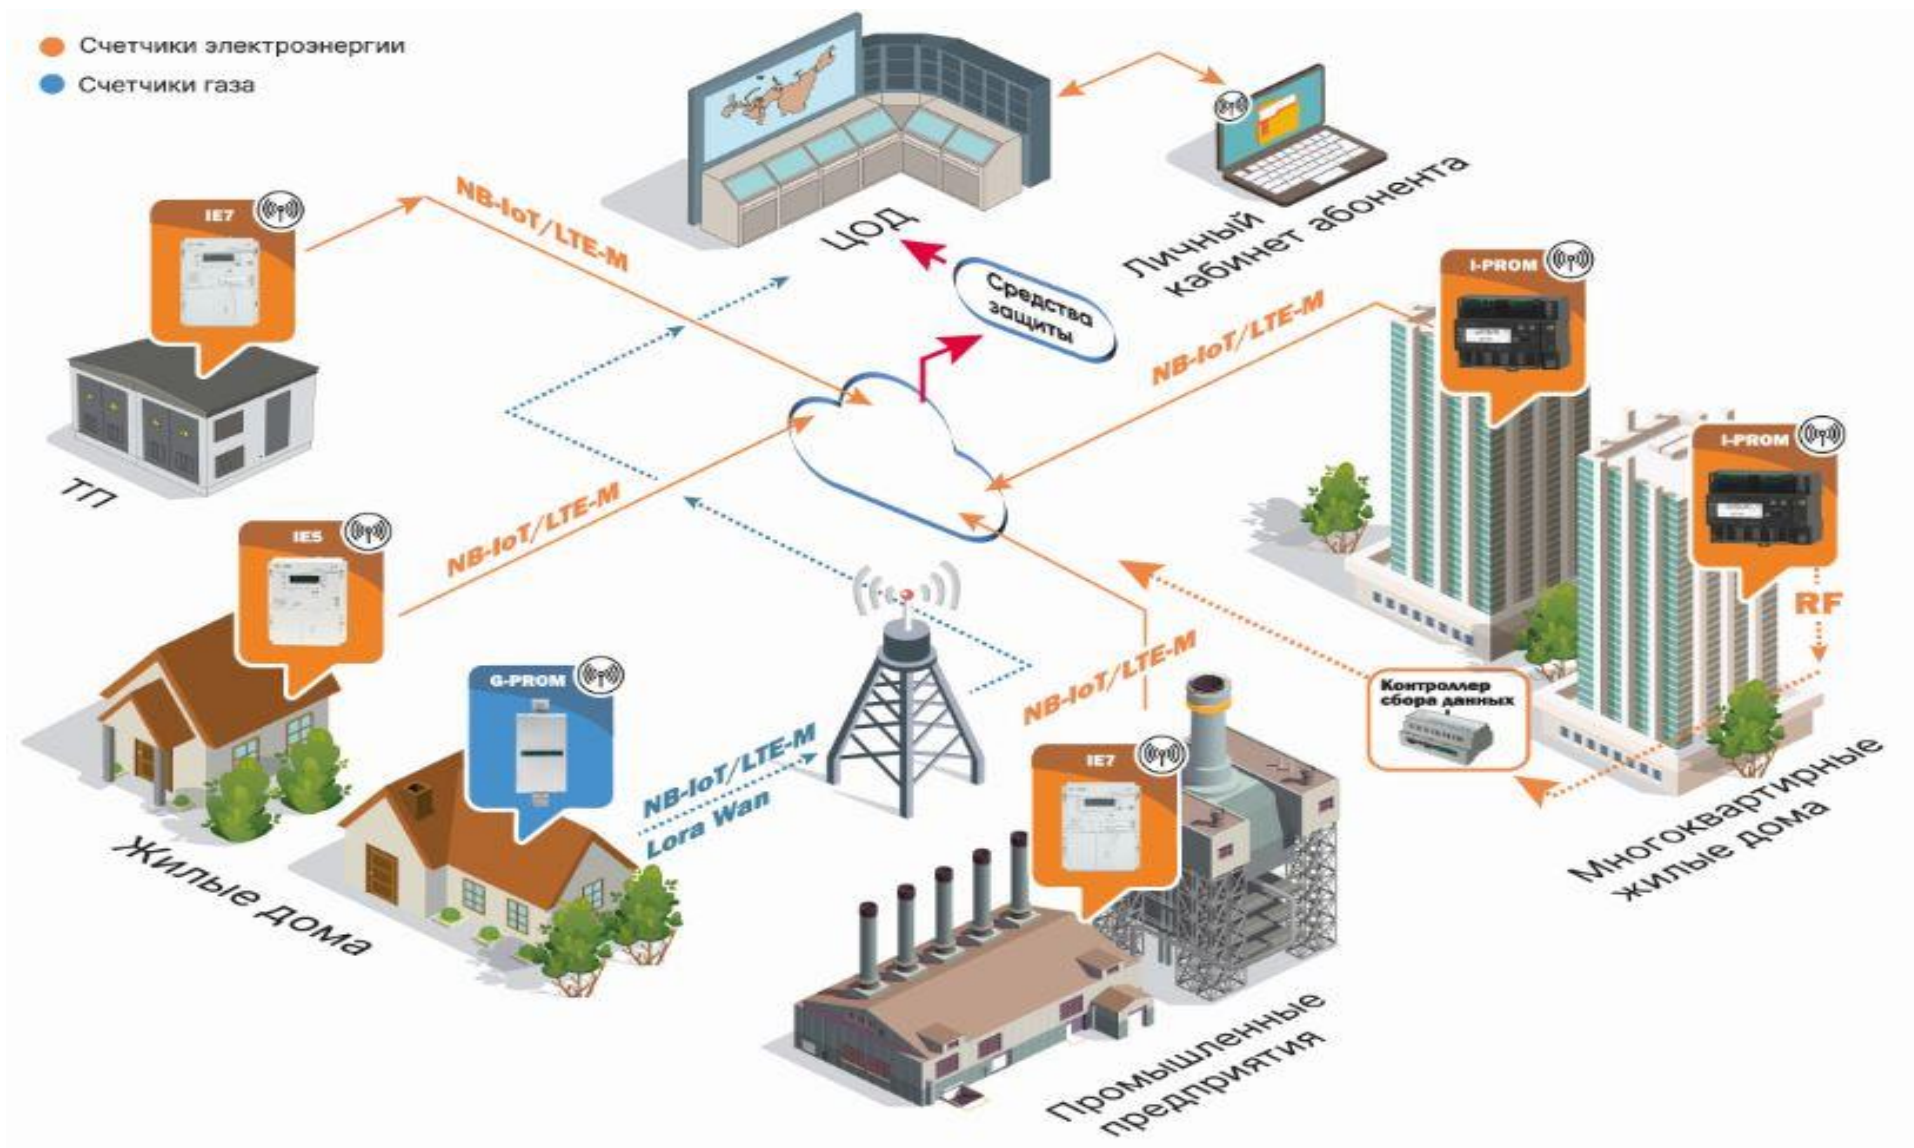 Счетчики электроэнергии
Счетчики газа
ЦОД
Личный
кабинет абонента
Средства
защиты
IE7
NB-IoT/LTE-M
ТП
I-PROM
NB-IoT/LTE-M
I-PROM
RF
IE5
NB-IoT/LTE-M
G-PROM
NB-IoT/LTE-M
Lora Wan
Жилые дома
NB-IoT/LTE-M
IE7
Контроллер
сбора данных
Многоквартирные
жилые дома
Промышленные
предприятия